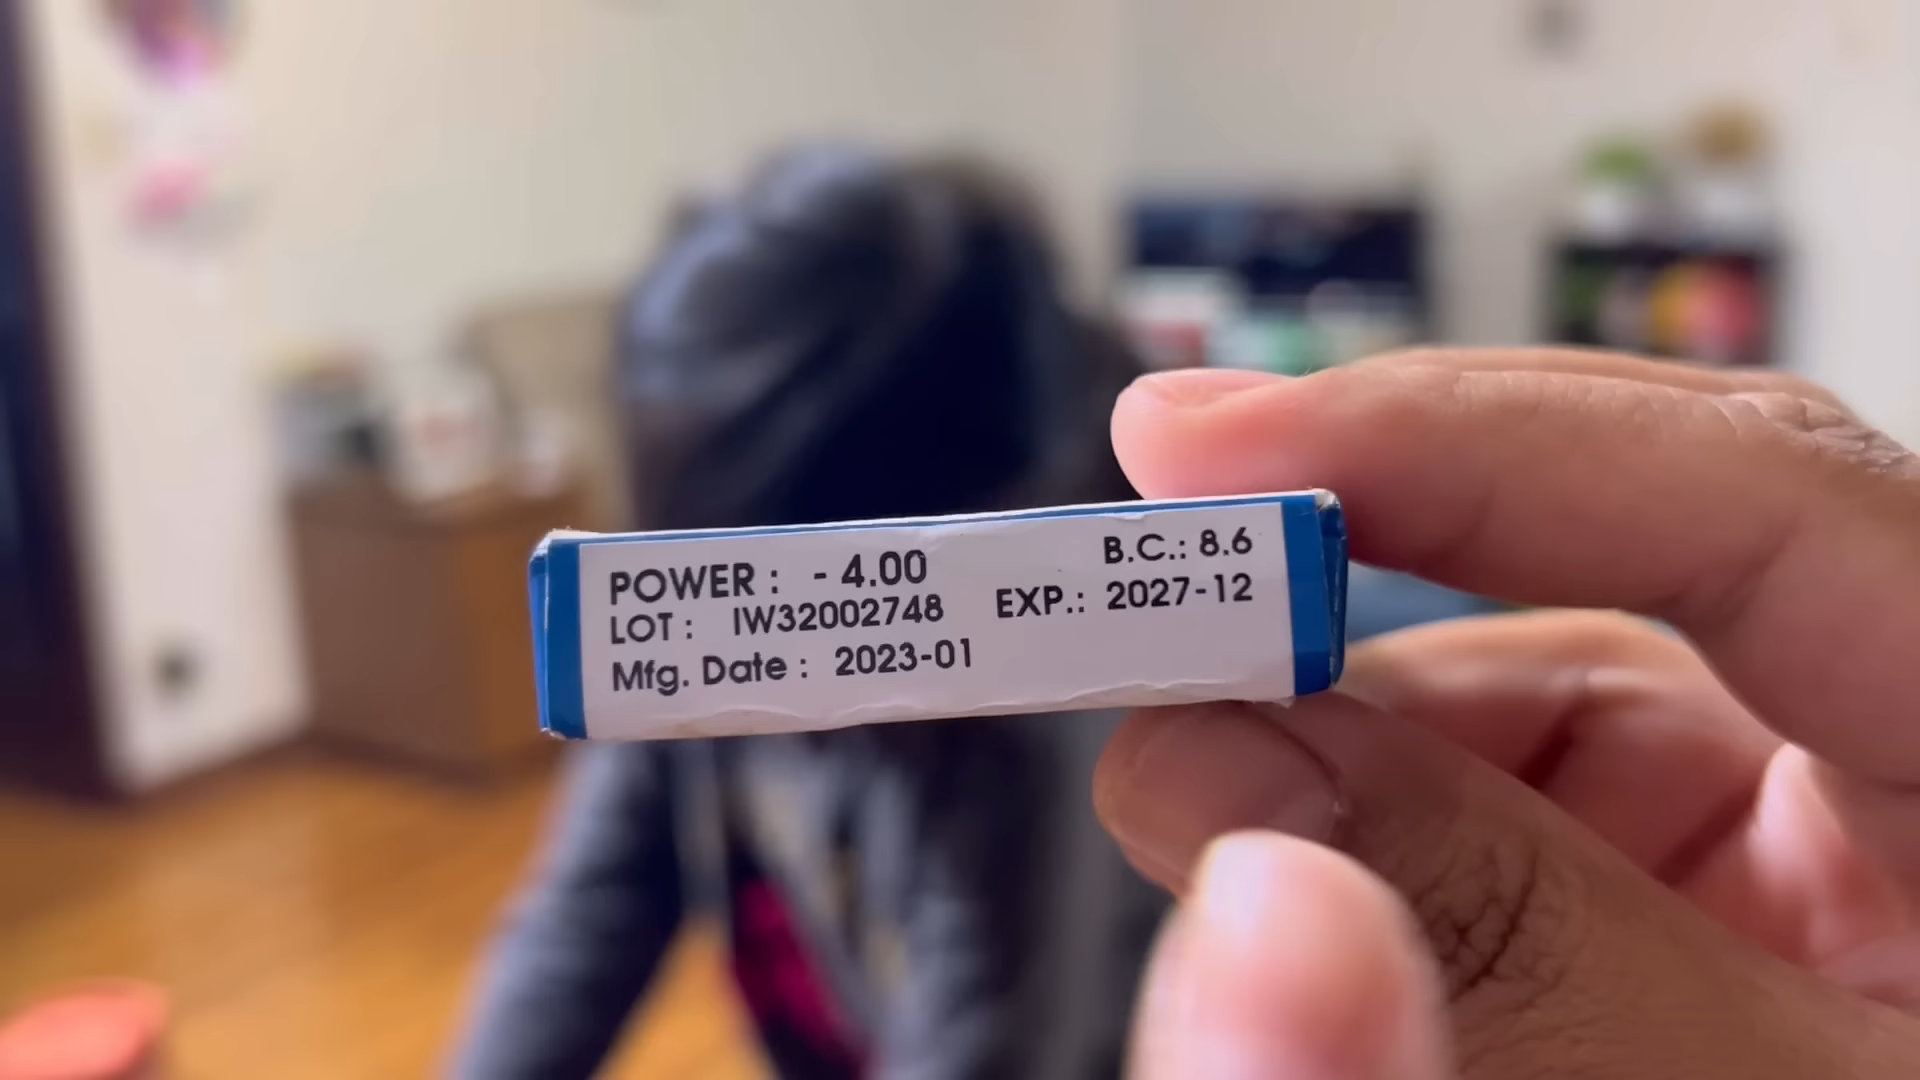 POWER : - 4.00 B.C.: 8.6
LOT : IW32002748 EXP.: 2027-12
Mfg. Date : 2023-01